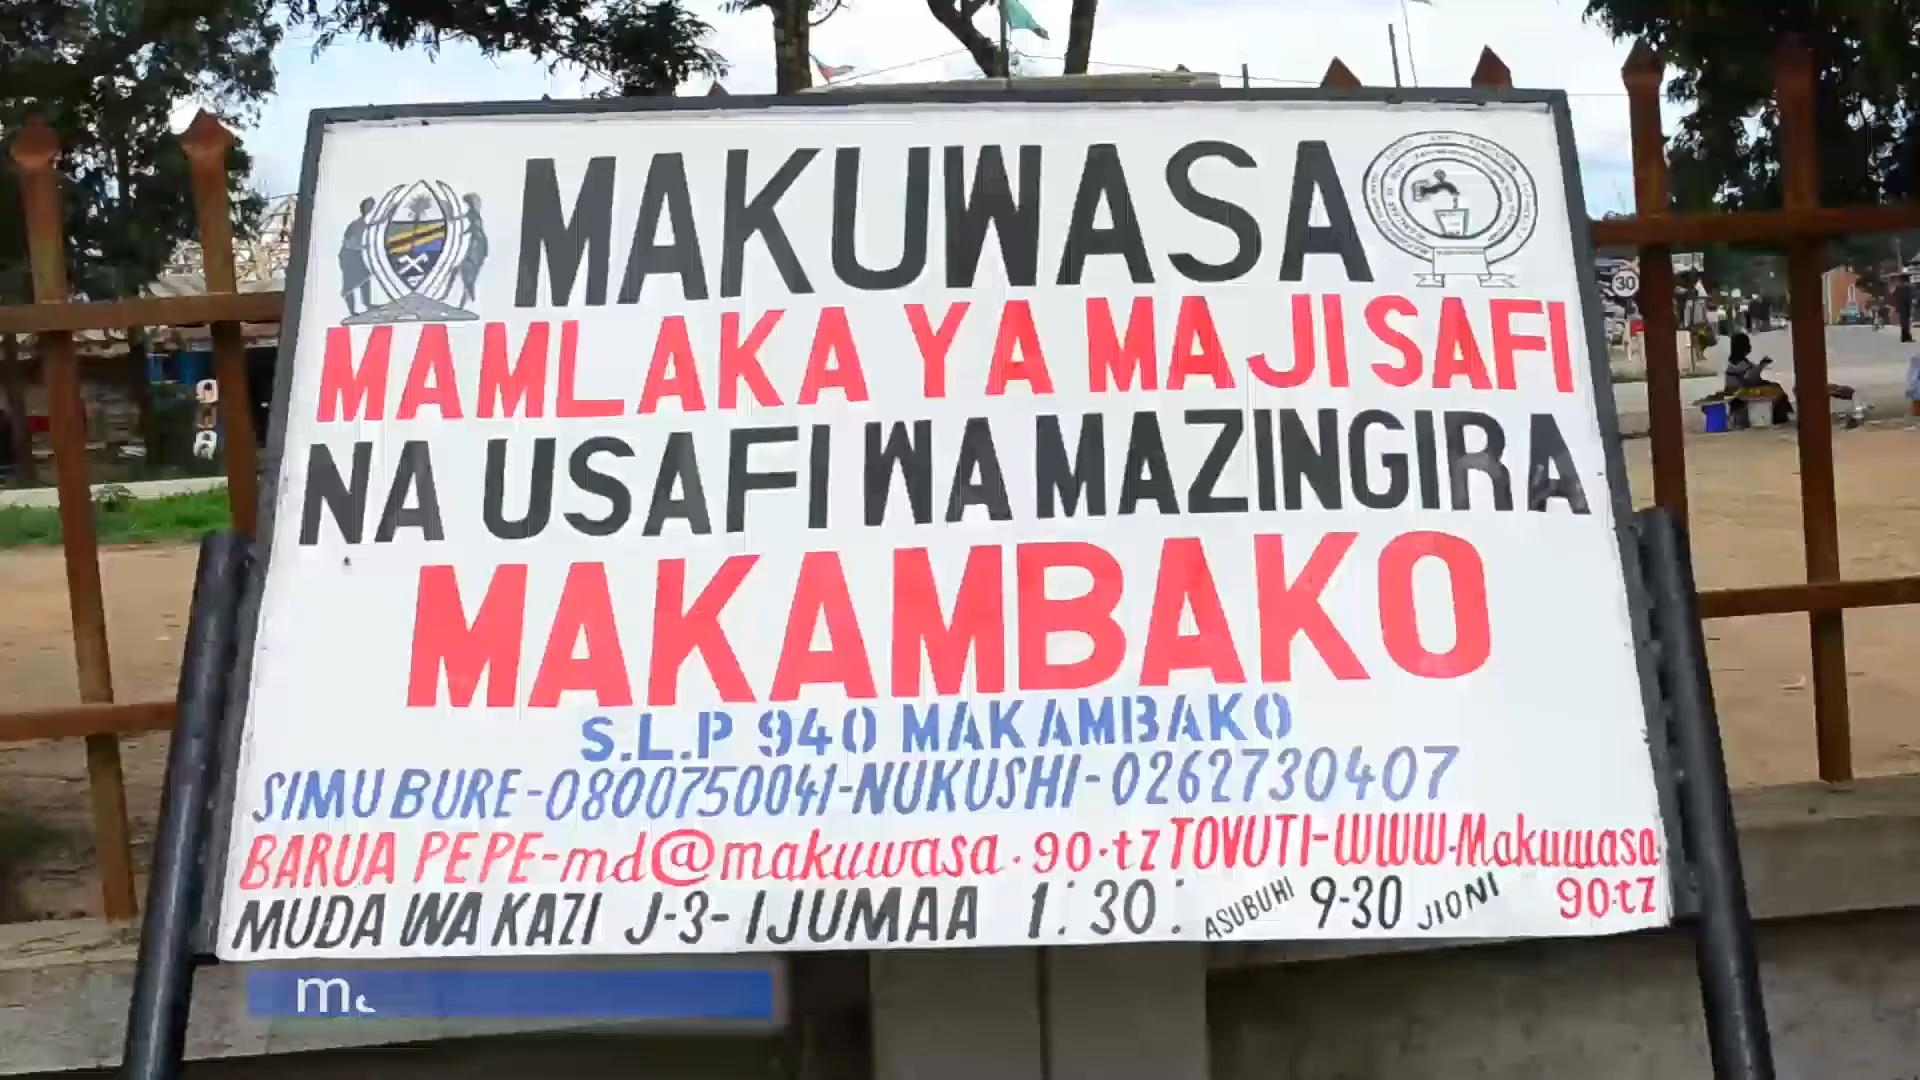 MAKUWASA
MAMLAKA YA MAJI SAFI
NA USAFI WA MAZINGIRA
MAKAMBAKO
S.L.P 940 MAKAMBAKO
SIMU BURE-0800750041-NUKUSHI-0262730407
BARUA PEPE-md@makuwasa.go.tz TOVUTI-WWW.Makuwasa
go.tz
MUDA WA KAZI J-3-IJUMAA 1:30: ASUBUHI 9-30 JIONI
30